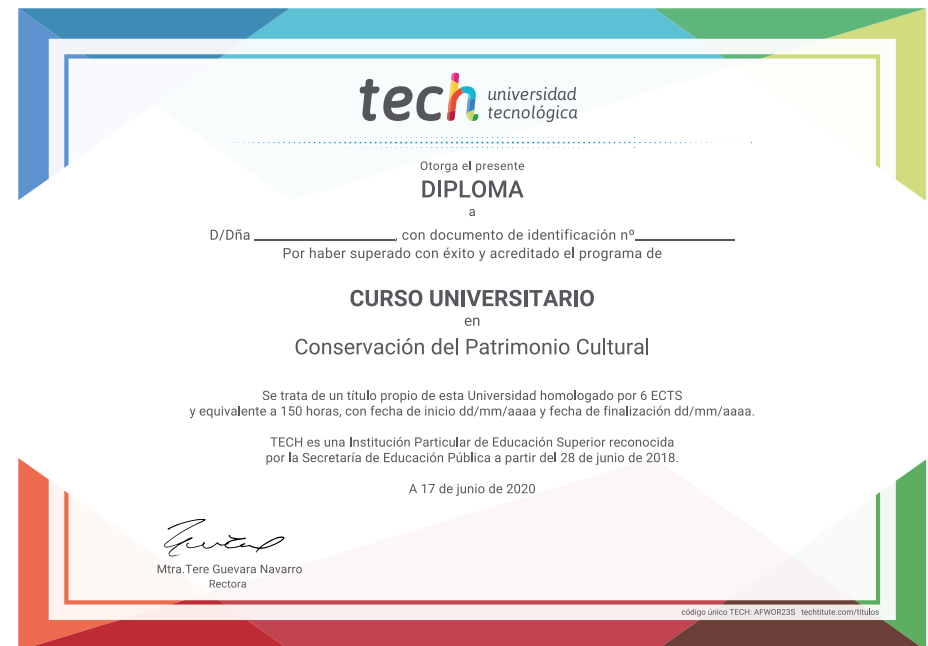 tech universidad
tecnológica
Otorga el presente
DIPLOMA
a
D/Dña ____________, con documento de identificación nº____________
Por haber superado con éxito y acreditado el programa de
CURSO UNIVERSITARIO
en
Conservación del Patrimonio Cultural
Se trata de un título propio de esta Universidad homologado por 6 ECTS
y equivalente a 150 horas, con fecha de inicio dd/mm/aaaa y fecha de finalización dd/mm/aaaa.
TECH es una Institución Particular de Educación Superior reconocida
por la Secretaría de Educación Pública a partir del 28 de junio de 2018.
A 17 de junio de 2020
Mtra.Tere Guevara Navarro
Rectora
código único TECH: AFWOR23S techtitute.com/titulos